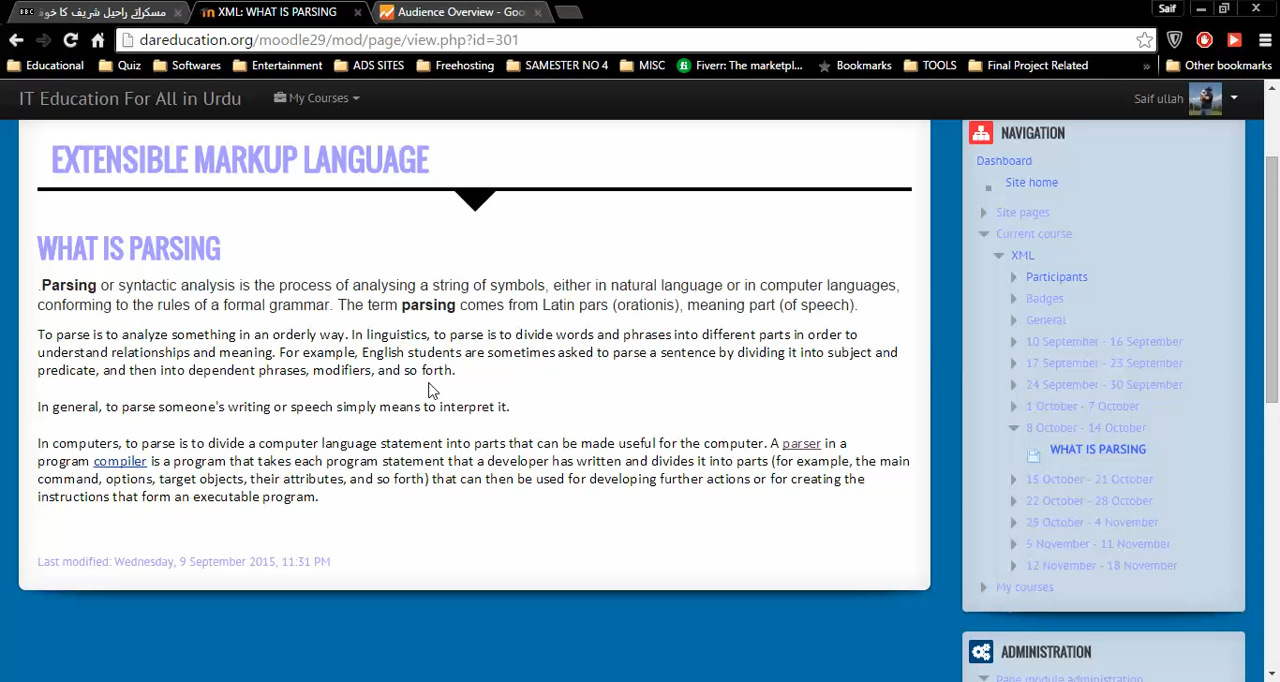 BBC مسکراتے راحیل شریف کا خوف
XML: WHAT IS PARSING
Audience Overview - Goo
Saif
dareducation.org/moodle29/mod/page/view.php?id=301
Educational
Quiz
Softwares
Entertainment
ADS SITES
Freehosting
SAMESTER NO 4
MISC
Fiverr: The marketpl...
Bookmarks
TOOLS
Final Project Related
»
Other bookmarks
IT Education For All in Urdu
My Courses
Saif ullah
EXTENSIBLE MARKUP LANGUAGE
WHAT IS PARSING
.Parsing or syntactic analysis is the process of analysing a string of symbols, either in natural language or in computer languages,
conforming to the rules of a formal grammar. The term parsing comes from Latin pars (orationis), meaning part (of speech).
To parse is to analyze something in an orderly way. In linguistics, to parse is to divide words and phrases into different parts in order to
understand relationships and meaning. For example, English students are sometimes asked to parse a sentence by dividing it into subject and
predicate, and then into dependent phrases, modifiers, and so forth.
In general, to parse someone's writing or speech simply means to interpret it.
In computers, to parse is to divide a computer language statement into parts that can be made useful for the computer. A parser in a
program compiler is a program that takes each program statement that a developer has written and divides it into parts (for example, the main
command, options, target objects, their attributes, and so forth) that can then be used for developing further actions or for creating the
instructions that form an executable program.
Last modified: Wednesday, 9 September 2015, 11:31 PM
NAVIGATION
Dashboard
Site home
Site pages
Current course
XML
Participants
Badges
General
10 September - 16 September
17 September - 23 September
24 September - 30 September
1 October - 7 October
8 October - 14 October
WHAT IS PARSING
15 October - 21 October
22 October - 28 October
29 October - 4 November
5 November - 11 November
12 November - 18 November
My courses
ADMINISTRATION
Page module administration